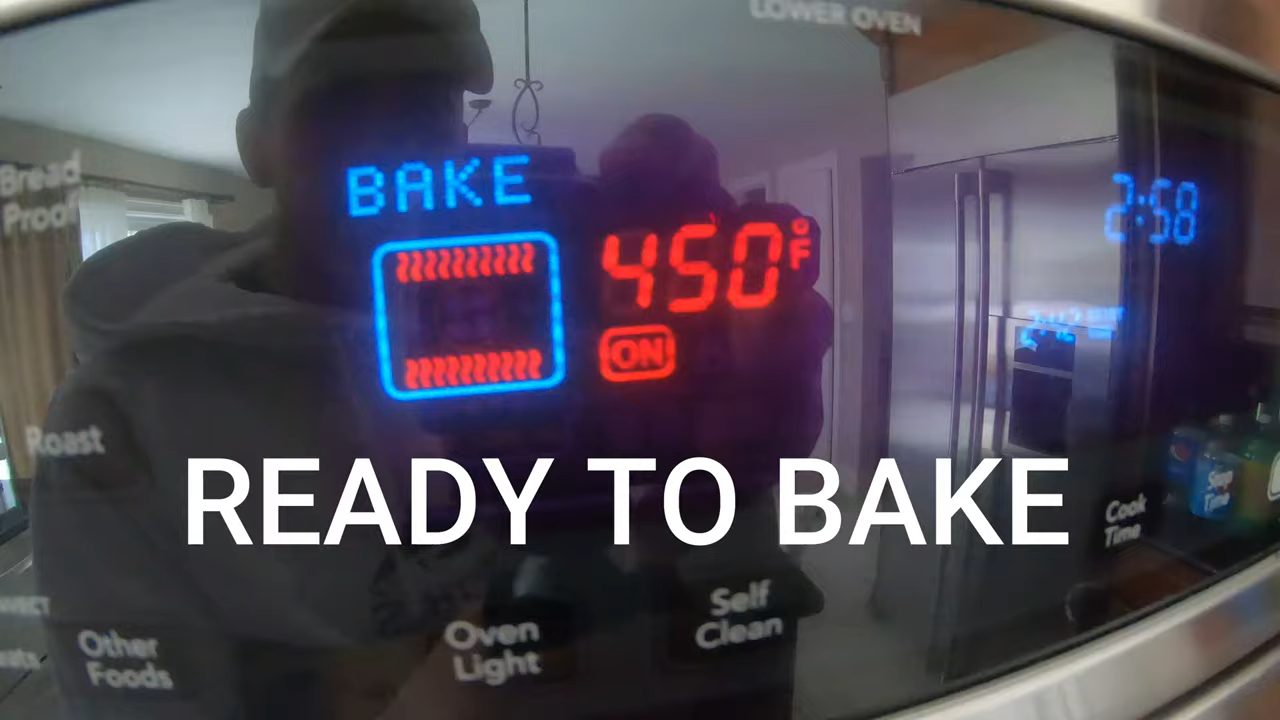 LOWER OVEN
Bread
Proof
BAKE
2:58
450°F
ON
Roast
READY TO BAKE
Cook
Time
Self
Clean
Oven
Light
Other
Foods